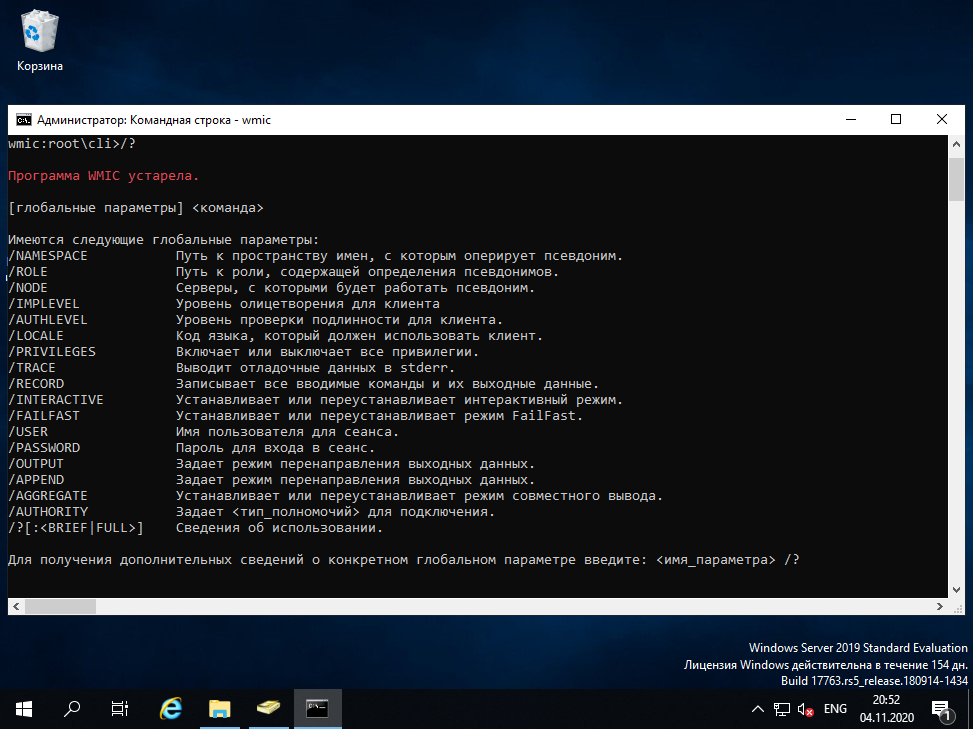 Корзина
Администратор: Командная строка - wmic
wmic:root\cli>/?
Программа WMIC устарела.
[глобальные параметры] <команда>
Имеются следующие глобальные параметры:
/NAMESPACE Путь к пространству имен, с которым оперирует псевдоним.
/ROLE Путь к роли, содержащей определения псевдонимов.
/NODE Серверы, с которыми будет работать псевдоним.
/IMPLEVEL Уровень олицетворения для клиента
/AUTHLEVEL Уровень проверки подлинности для клиента.
/LOCALE Код языка, который должен использовать клиент.
/PRIVILEGES Включает или выключает все привилегии.
/TRACE Выводит отладочные данные в stderr.
/RECORD Записывает все вводимые команды и их выходные данные.
/INTERACTIVE Устанавливает или переустанавливает интерактивный режим.
/FAILFAST Устанавливает или переустанавливает режим FailFast.
/USER Имя пользователя для сеанса.
/PASSWORD Пароль для входа в сеанс.
/OUTPUT Задает режим перенаправления выходных данных.
/APPEND Задает режим перенаправления выходных данных.
/AGGREGATE Устанавливает или переустанавливает режим совместного вывода.
/AUTHORITY Задает <тип_полномочий> для подключения.
/?[:<BRIEF|FULL>] Сведения об использовании.
Для получения дополнительных сведений о конкретном глобальном параметре введите: <имя_параметра> /?
Windows Server 2019 Standard Evaluation
Лицензия Windows действительна в течение 154 дн.
Build 17763.rs5_release.180914-1434
ENG
20:52
04.11.2020
1